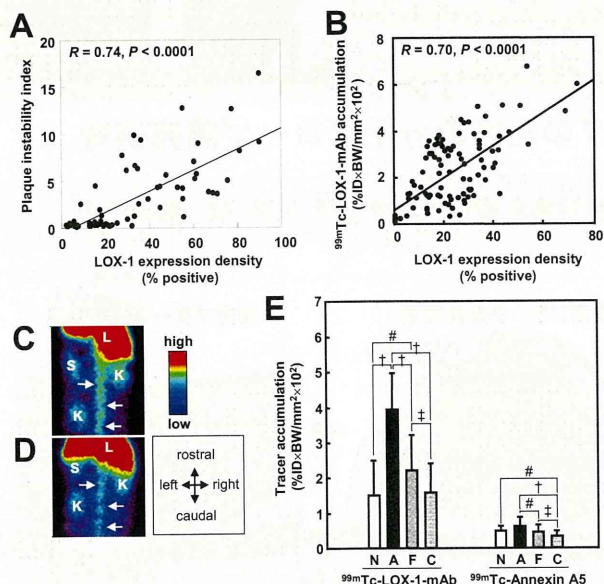 A
R = 0.74, P < 0.0001
Plaque instability index
20
15
10
5
0
0 20 40 60 80 100
LOX-1 expression density
(% positive)
B
R = 0.70, P < 0.0001
99mTc-LOX-1-mAb accumulation
(%ID×BW/mm²×10²)
8
6
4
2
0
0 20 40 60 80
LOX-1 expression density
(% positive)
C
L
S
K
K
high
low
D
L
S
K
K
rostral
left right
caudal
E
Tracer accumulation
(%ID×BW/mm²×10²)
7
6
5
4
3
2
1
0
#
†
†
†
‡
#
†
#
‡
N A F C
N A F C
99mTc-LOX-1-mAb
99mTc-Annexin A5